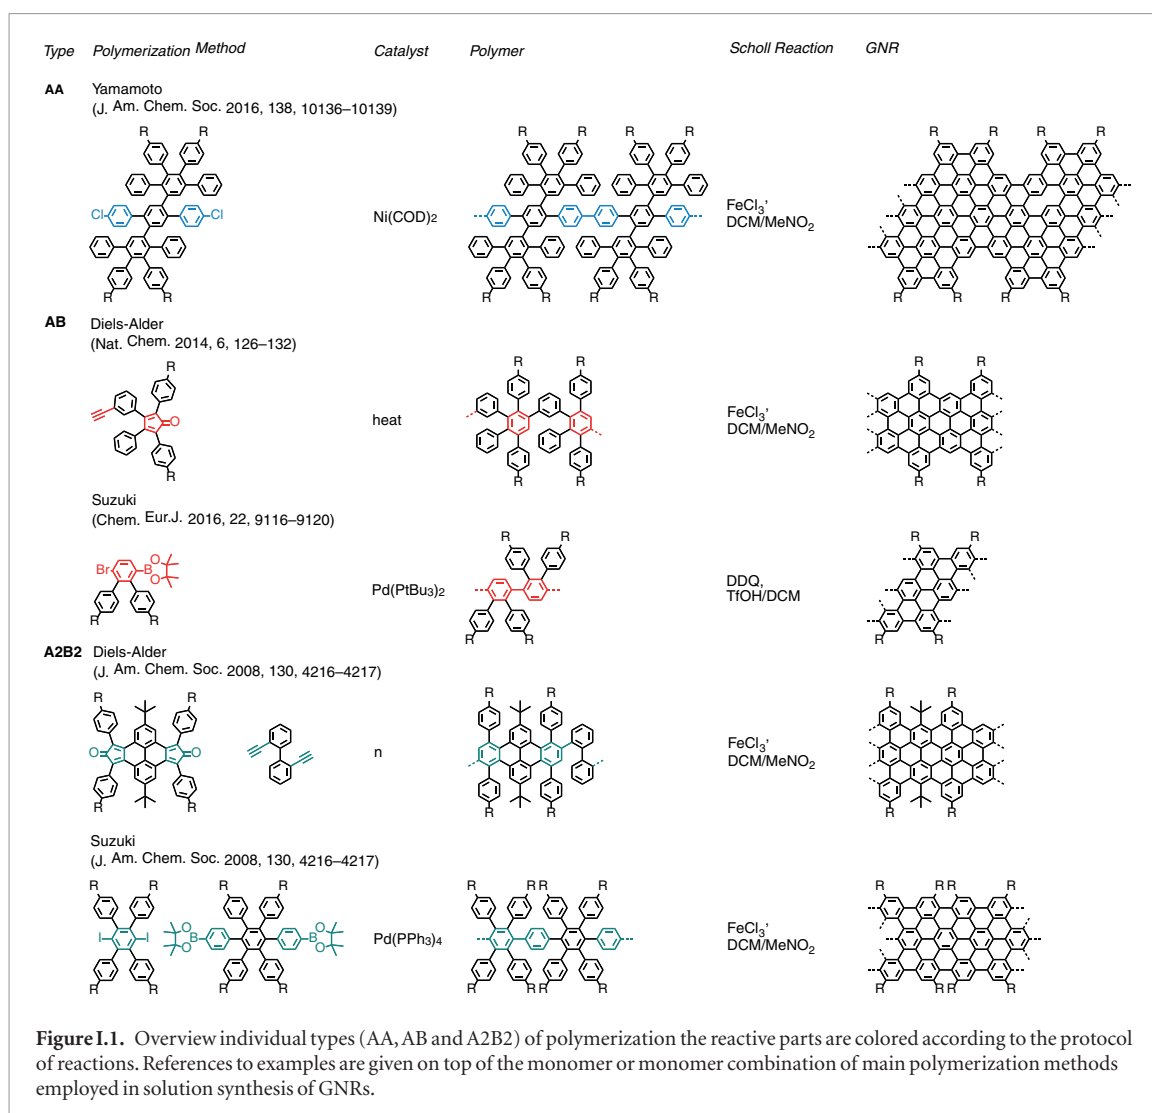 Type Polymerization Method Catalyst Polymer Scholl Reaction GNR
AA Yamamoto
(J. Am. Chem. Soc. 2016, 138, 10136–10139)
R R R R R R R R R R
Cl Cl Ni(COD)2 FeCl3,
DCM/MeNO2
R R R R R R R R R R
AB Diels-Alder
(Nat. Chem. 2014, 6, 126–132)
R R R R R
O heat FeCl3,
DCM/MeNO2
R R R R R
Suzuki
(Chem. Eur.J. 2016, 22, 9116–9120)
R R R R
Br B O O Pd(PtBu3)2 DDQ,
TfOH/DCM
R R R R R R
A2B2 Diels-Alder
(J. Am. Chem. Soc. 2008, 130, 4216–4217)
R R R R R R
O O n FeCl3,
DCM/MeNO2
R R R R R R
Suzuki
(J. Am. Chem. Soc. 2008, 130, 4216–4217)
R R R R R R R R R R R R
I I O B O O B O Pd(PPh3)4 FeCl3,
DCM/MeNO2
R R R R R R R R R R R R
Figure I.1. Overview individual types (AA, AB and A2B2) of polymerization the reactive parts are colored according to the protocol
of reactions. References to examples are given on top of the monomer or monomer combination of main polymerization methods
employed in solution synthesis of GNRs.